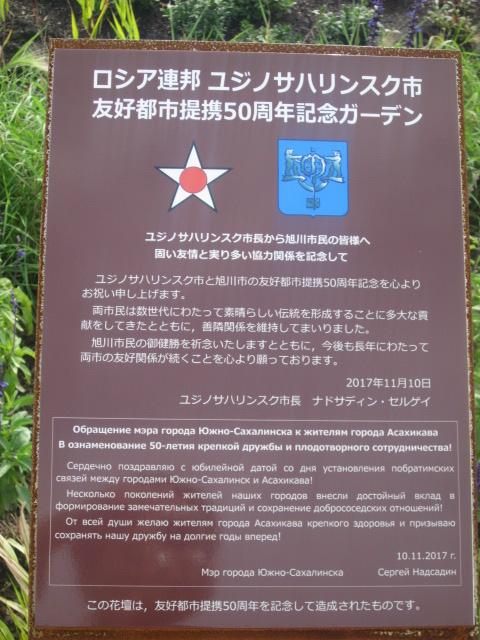 ロシア連邦 ユジノサハリンスク市
友好都市提携50周年記念ガーデン
ユジノサハリンスク市長から旭川市民の皆様へ
固い友情と実り多い協力関係を記念して
ユジノサハリンスク市と旭川市の友好都市提携50周年記念を心より
お祝い申し上げます。
両市民は数世代にわたって素晴らしい伝統を形成することに多大な貢
献をしてきたとともに，善隣関係を維持してまいりました。
旭川市民の御健勝を祈念いたしますとともに，今後も長年にわたって
両市の友好関係が続くことを心より願っております。
2017年11月10日
ユジノサハリンスク市長 ナドサディン・セルゲイ
Обращение мэра города Южно-Сахалинска к жителям города Асахикава
В ознаменование 50-летия крепкой дружбы и плодотворного сотрудничества!
Сердечно поздравляю с юбилейной датой со дня установления побратимских
связей между городами Южно-Сахалинск и Асахикава!
Несколько поколений жителей наших городов внесли достойный вклад в
формирование замечательных традиций и сохранение добрососедских отношений!
От всей души желаю жителям города Асахикава крепкого здоровья и призываю
сохранять нашу дружбу на долгие годы вперед!
10.11.2017 г.
Мэр города Южно-Сахалинска Сергей Надсадин
この花壇は，友好都市提携50周年を記念して造成されたものです。